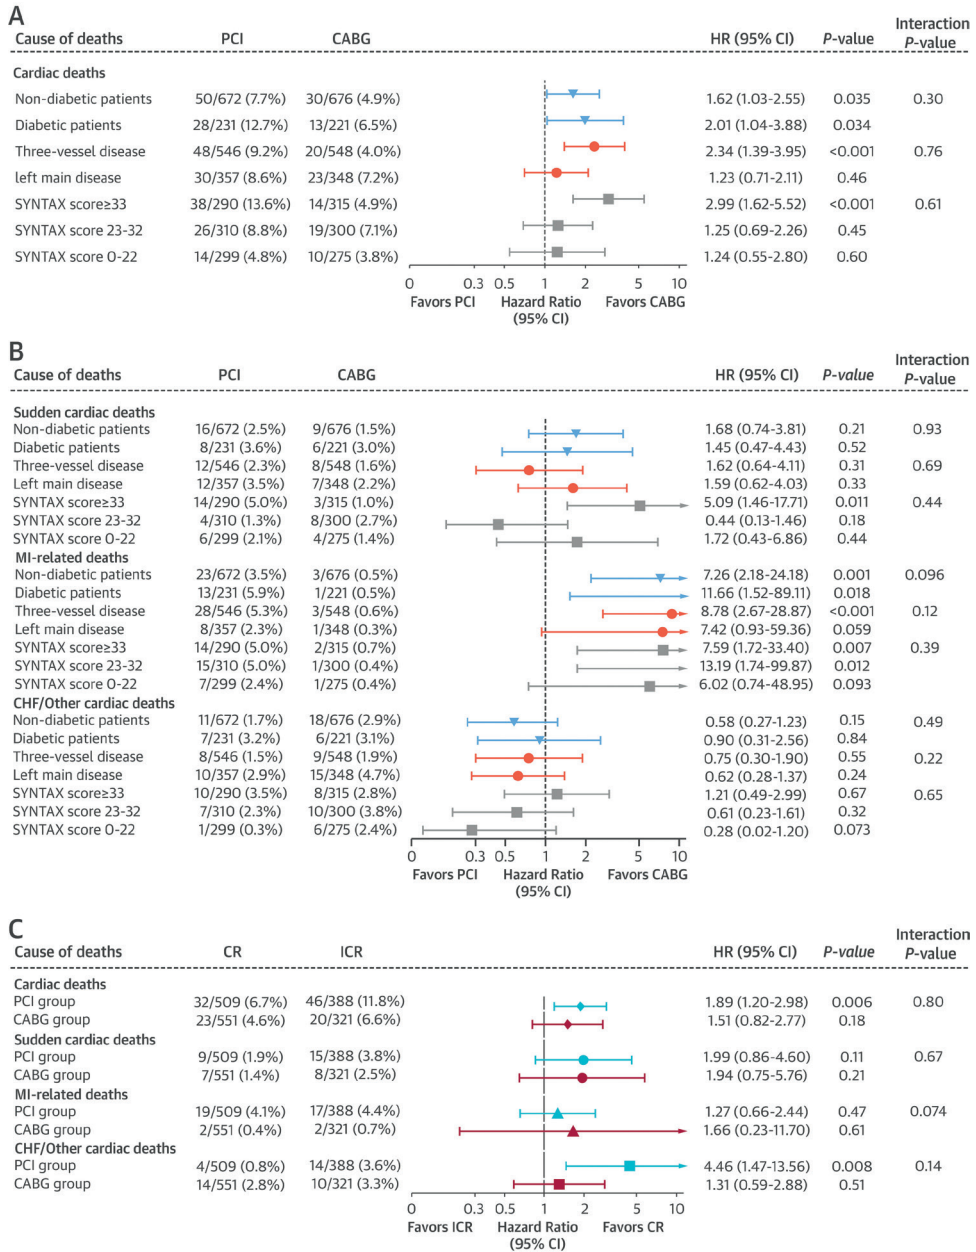 A
Cause of deaths PCI CABG HR (95% CI) P-value Interaction P-value
Cardiac deaths
Non-diabetic patients 50/672 (7.7%) 30/676 (4.9%) 1.62 (1.03-2.55) 0.035 0.30
Diabetic patients 28/231 (12.7%) 13/221 (6.5%) 2.01 (1.04-3.88) 0.034
Three-vessel disease 48/546 (9.2%) 20/548 (4.0%) 2.34 (1.39-3.95) <0.001 0.76
left main disease 30/357 (8.6%) 23/348 (7.2%) 1.23 (0.71-2.11) 0.46
SYNTAX score≥33 38/290 (13.6%) 14/315 (4.9%) 2.99 (1.62-5.52) <0.001 0.61
SYNTAX score 23-32 26/310 (8.8%) 19/300 (7.1%) 1.25 (0.69-2.26) 0.45
SYNTAX score 0-22 14/299 (4.8%) 10/275 (3.8%) 1.24 (0.55-2.80) 0.60
0 0.3 0.5 1 2 5 10
Favors PCI Hazard Ratio Favors CABG
(95% CI)
B
Cause of deaths PCI CABG HR (95% CI) P-value Interaction P-value
Sudden cardiac deaths
Non-diabetic patients 16/672 (2.5%) 9/676 (1.5%) 1.68 (0.74-3.81) 0.21 0.93
Diabetic patients 8/231 (3.6%) 6/221 (3.0%) 1.45 (0.47-4.43) 0.52
Three-vessel disease 12/546 (2.3%) 8/548 (1.6%) 1.62 (0.64-4.11) 0.31 0.69
Left main disease 12/357 (3.5%) 7/348 (2.2%) 1.59 (0.62-4.03) 0.33
SYNTAX score≥33 14/290 (5.0%) 3/315 (1.0%) 5.09 (1.46-17.71) 0.011 0.44
SYNTAX score 23-32 4/310 (1.3%) 8/300 (2.7%) 0.44 (0.13-1.46) 0.18
SYNTAX score 0-22 6/299 (2.1%) 4/275 (1.4%) 1.72 (0.43-6.86) 0.44
MI-related deaths
Non-diabetic patients 23/672 (3.5%) 3/676 (0.5%) 7.26 (2.18-24.18) 0.001 0.096
Diabetic patients 13/231 (5.9%) 1/221 (0.5%) 11.66 (1.52-89.11) 0.018
Three-vessel disease 28/546 (5.3%) 3/548 (0.6%) 8.78 (2.67-28.87) <0.001 0.12
Left main disease 8/357 (2.3%) 1/348 (0.3%) 7.42 (0.93-59.36) 0.059
SYNTAX score≥33 14/290 (5.0%) 2/315 (0.7%) 7.59 (1.72-33.40) 0.007 0.39
SYNTAX score 23-32 15/310 (5.0%) 1/300 (0.4%) 13.19 (1.74-99.87) 0.012
SYNTAX score 0-22 7/299 (2.4%) 1/275 (0.4%) 6.02 (0.74-48.95) 0.093
CHF/Other cardiac deaths
Non-diabetic patients 11/672 (1.7%) 18/676 (2.9%) 0.58 (0.27-1.23) 0.15 0.49
Diabetic patients 7/231 (3.2%) 6/221 (3.1%) 0.90 (0.31-2.56) 0.84
Three-vessel disease 8/546 (1.5%) 9/548 (1.9%) 0.75 (0.30-1.90) 0.55 0.22
Left main disease 10/357 (2.9%) 15/348 (4.7%) 0.62 (0.28-1.37) 0.24
SYNTAX score≥33 10/290 (3.5%) 8/315 (2.8%) 1.21 (0.49-2.99) 0.67 0.65
SYNTAX score 23-32 7/310 (2.3%) 10/300 (3.8%) 0.61 (0.23-1.61) 0.32
SYNTAX score 0-22 1/299 (0.3%) 6/275 (2.4%) 0.28 (0.02-1.20) 0.073
0 0.3 0.5 1 2 5 10
Favors PCI Hazard Ratio Favors CABG
(95% CI)
C
Cause of deaths CR ICR HR (95% CI) P-value Interaction P-value
Cardiac deaths
PCI group 32/509 (6.7%) 46/388 (11.8%) 1.89 (1.20-2.98) 0.006 0.80
CABG group 23/551 (4.6%) 20/321 (6.6%) 1.51 (0.82-2.77) 0.18
Sudden cardiac deaths
PCI group 9/509 (1.9%) 15/388 (3.8%) 1.99 (0.86-4.60) 0.11 0.67
CABG group 7/551 (1.4%) 8/321 (2.5%) 1.94 (0.75-5.76) 0.21
MI-related deaths
PCI group 19/509 (4.1%) 17/388 (4.4%) 1.27 (0.66-2.44) 0.47 0.074
CABG group 2/551 (0.4%) 2/321 (0.7%) 1.66 (0.23-11.70) 0.61
CHF/Other cardiac deaths
PCI group 4/509 (0.8%) 14/388 (3.6%) 4.46 (1.47-13.56) 0.008 0.14
CABG group 14/551 (2.8%) 10/321 (3.3%) 1.31 (0.59-2.88) 0.51
0 0.3 0.5 1 2 5 10
Favors ICR Hazard Ratio Favors CR
(95% CI)